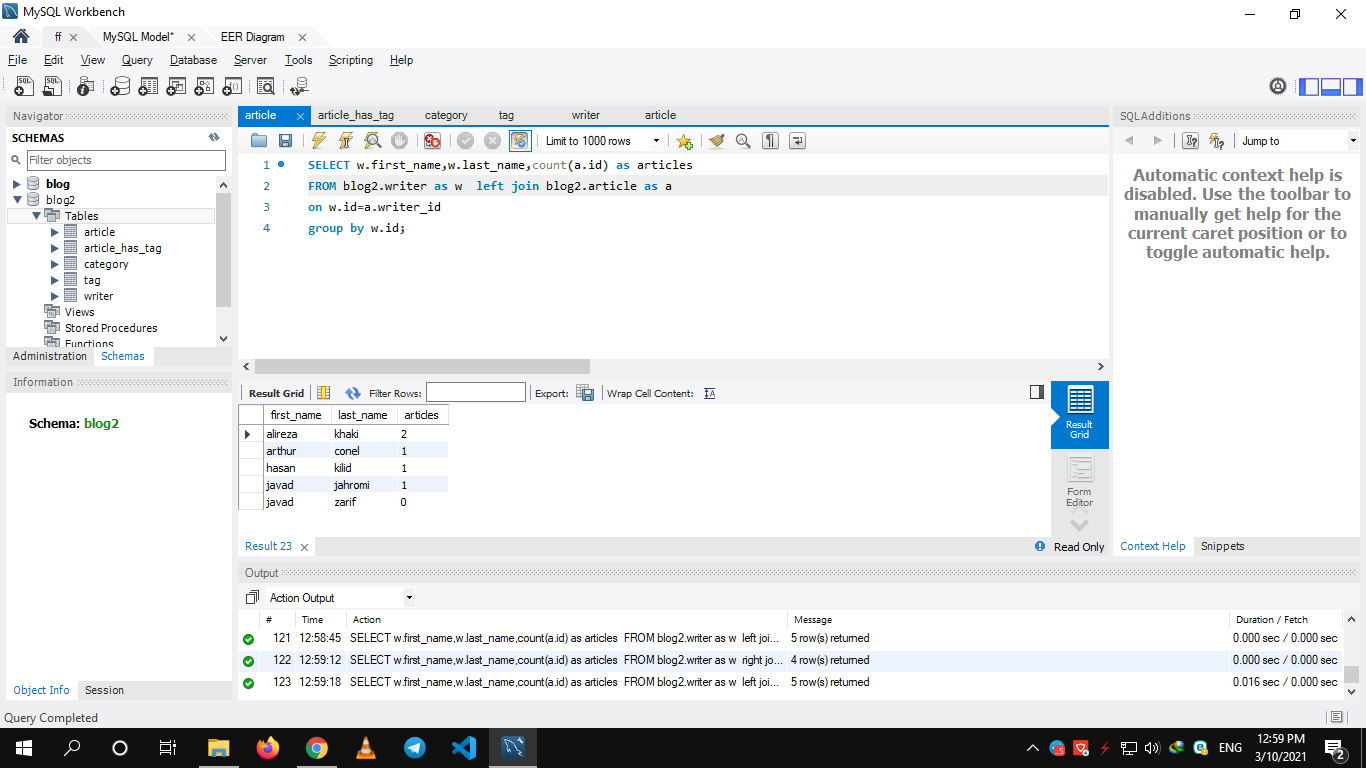 MySQL Workbench
ff
MySQL Model*
EER Diagram
File Edit View Query Database Server Tools Scripting Help
Navigator
SCHEMAS
Filter objects
blog
blog2
Tables
article
article_has_tag
category
tag
writer
Views
Stored Procedures
Functions
Administration Schemas
Information
Schema: blog2
Object Info Session
article article_has_tag category tag writer article
Limit to 1000 rows
1 SELECT w.first_name,w.last_name,count(a.id) as articles
2 FROM blog2.writer as w  left join blog2.article as a
3 on w.id=a.writer_id
4 group by w.id;
Result Grid Filter Rows: Export: Wrap Cell Content:
first_name last_name articles
alireza khaki 2
arthur conel 1
hasan kilid 1
javad jahromi 1
javad zarif 0
Result Grid
Form Editor
Result 23
Read Only
SQLAdditions
Jump to
Automatic context help is
disabled. Use the toolbar to
manually get help for the
current caret position or to
toggle automatic help.
Context Help Snippets
Output
Action Output
# Time Action Message Duration / Fetch
121 12:58:45 SELECT w.first_name,w.last_name,count(a.id) as articles  FROM blog2.writer as w  left joi... 5 row(s) returned 0.000 sec / 0.000 sec
122 12:59:12 SELECT w.first_name,w.last_name,count(a.id) as articles  FROM blog2.writer as w  right jo... 4 row(s) returned 0.000 sec / 0.000 sec
123 12:59:18 SELECT w.first_name,w.last_name,count(a.id) as articles  FROM blog2.writer as w  left joi... 5 row(s) returned 0.016 sec / 0.000 sec
Query Completed
ENG
12:59 PM
3/10/2021
2